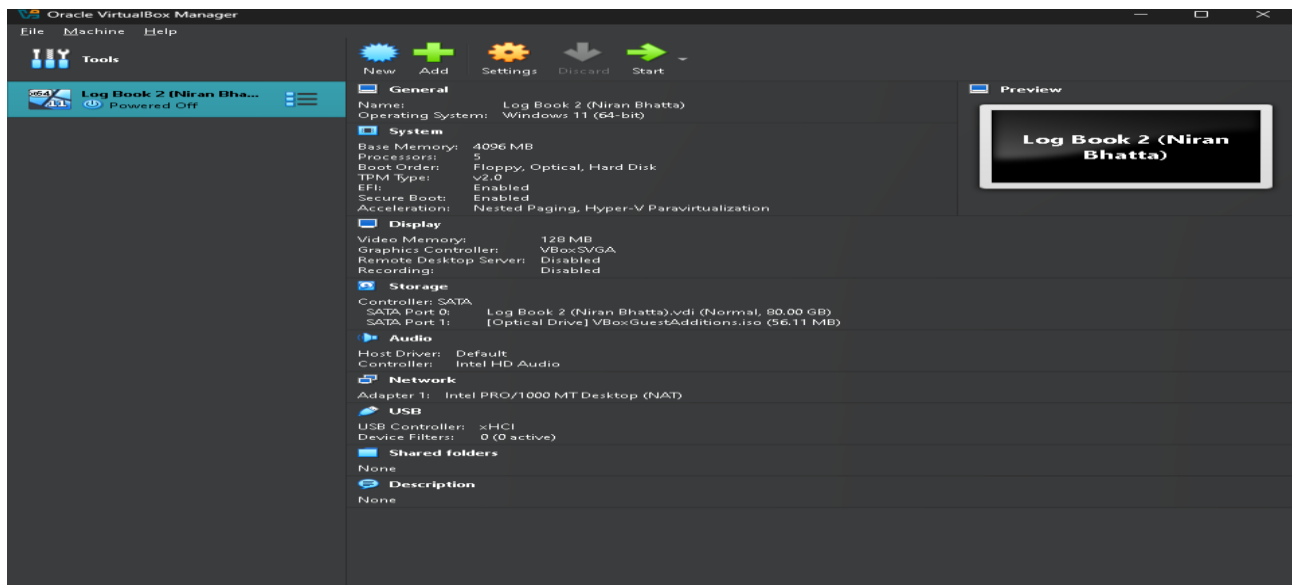 Oracle VirtualBox Manager
File Machine Help
Tools
New Add Settings Discard Start
Log Book 2 (Niran Bha...
Powered Off
General
Name: Log Book 2 (Niran Bhatta)
Operating System: Windows 11 (64-bit)
System
Base Memory: 4096 MB
Processors: 5
Boot Order: Floppy, Optical, Hard Disk
TPM Type: v2.0
EFI: Enabled
Secure Boot: Enabled
Acceleration: Nested Paging, Hyper-V Paravirtualization
Display
Video Memory: 128 MB
Graphics Controller: VBoxSVGA
Remote Desktop Server: Disabled
Recording: Disabled
Storage
Controller: SATA
SATA Port 0: Log Book 2 (Niran Bhatta).vdi (Normal, 80.00 GB)
SATA Port 1: [Optical Drive] VBoxGuestAdditions.iso (56.11 MB)
Audio
Host Driver: Default
Controller: Intel HD Audio
Network
Adapter 1: Intel PRO/1000 MT Desktop (NAT)
USB
USB Controller: xHCI
Device Filters: 0 (0 active)
Shared folders
None
Description
None
Preview
Log Book 2 (Niran
Bhatta)